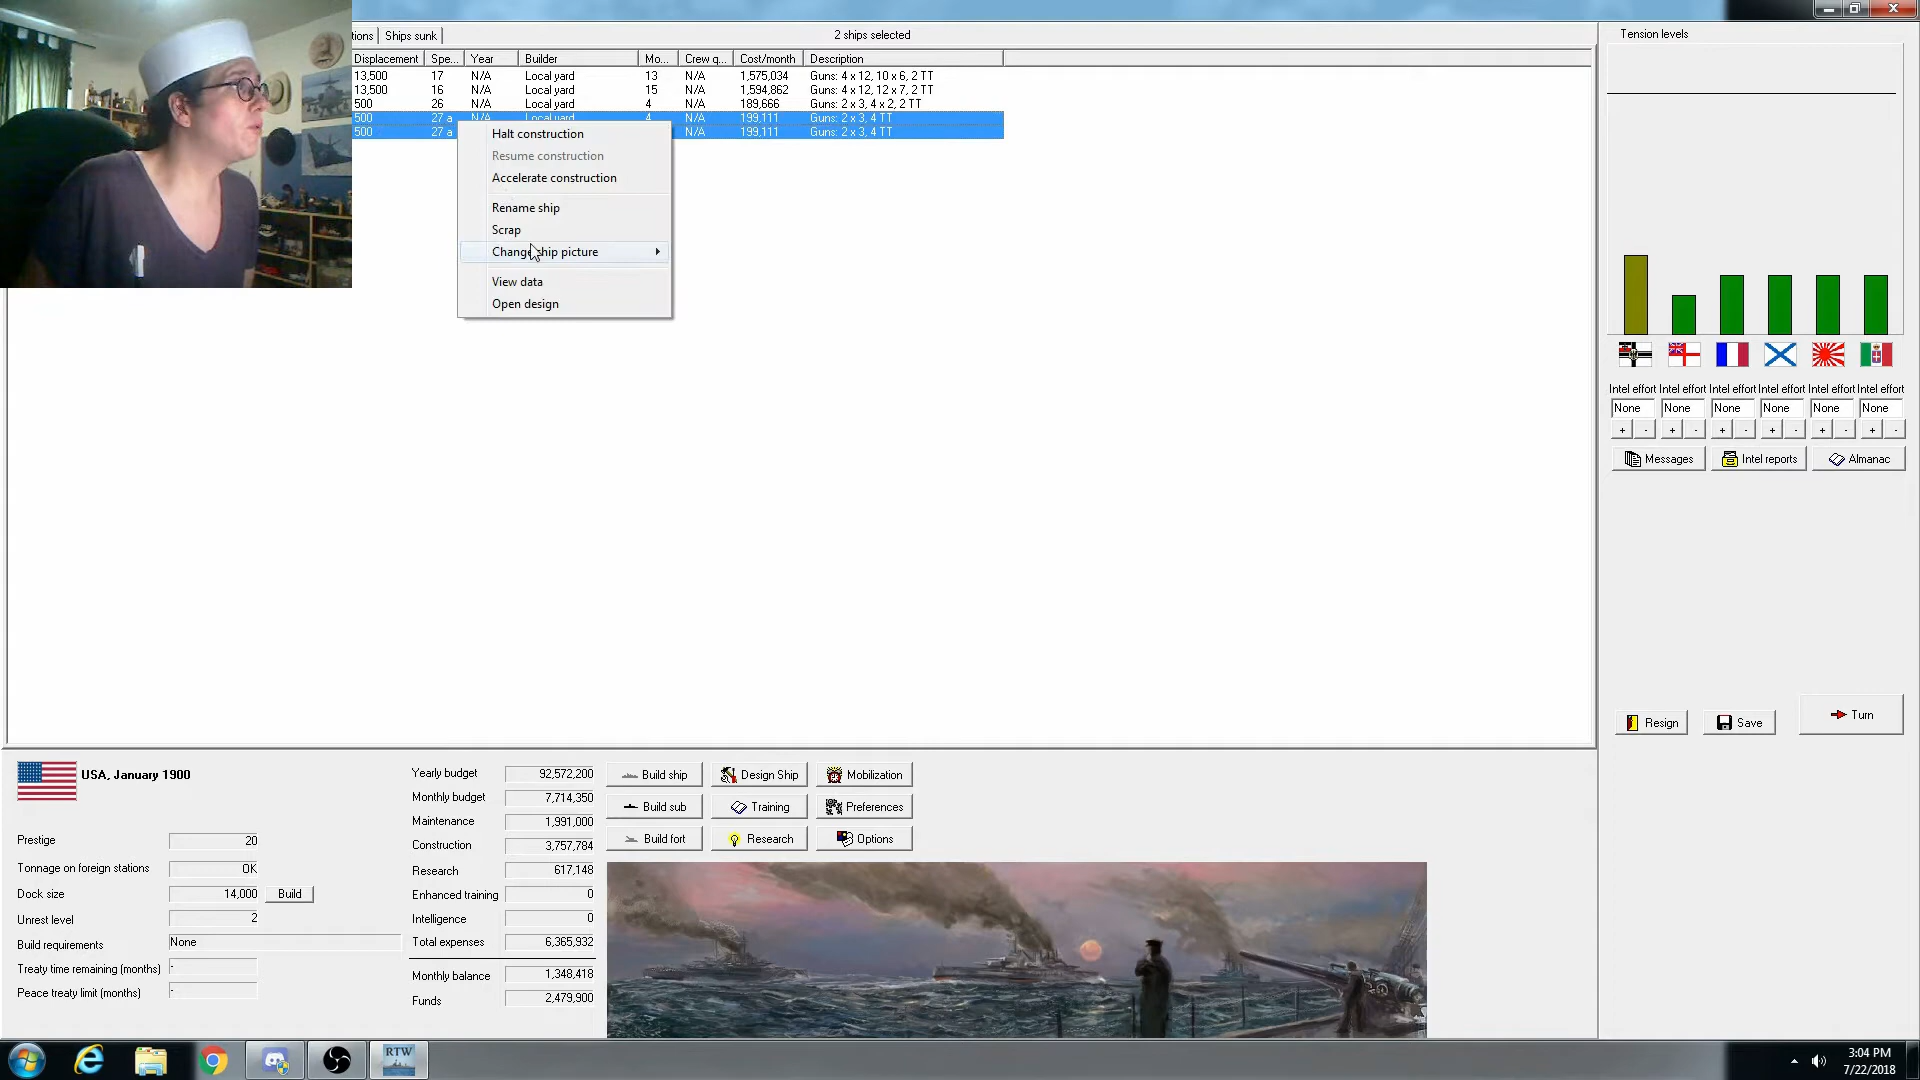 tions Ships sunk 2 ships selected Tension levels
Displacement Spe... Year Builder Mo... Crew q... Cost/month Description
13,500 17 N/A Local yard 13 N/A 1,575,034 Guns: 4 x 12, 10 x 6, 2 TT
13,500 16 N/A Local yard 15 N/A 1,594,862 Guns: 4 x 12, 12 x 7, 2 TT
500 26 N/A Local yard 4 N/A 189,666 Guns: 2 x 3, 4 x 2, 2 TT
500 27 a N/A Local yard 4 N/A 199,111 Guns: 2 x 3, 4 TT
500 27 a N/A 199,111 Guns: 2 x 3, 4 TT
Halt construction
Resume construction
Accelerate construction
Rename ship
Scrap
Change ship picture
View data
Open design
Intel effort Intel effort Intel effort Intel effort Intel effort Intel effort
None None None None None None
+ - + - + - + - + - + -
Messages Intel reports Almanac
Resign Save Turn
USA, January 1900
Prestige 20
Tonnage on foreign stations OK
Dock size 14,000 Build
Unrest level 2
Build requirements None
Treaty time remaining (months) -
Peace treaty limit (months) -
Yearly budget 92,572,200
Monthly budget 7,714,350
Maintenance 1,991,000
Construction 3,757,784
Research 617,148
Enhanced training 0
Intelligence 0
Total expenses 6,365,932
Monthly balance 1,348,418
Funds 2,479,900
Build ship Design Ship Mobilization
Build sub Training Preferences
Build fort Research Options
RTW
3:04 PM
7/22/2018